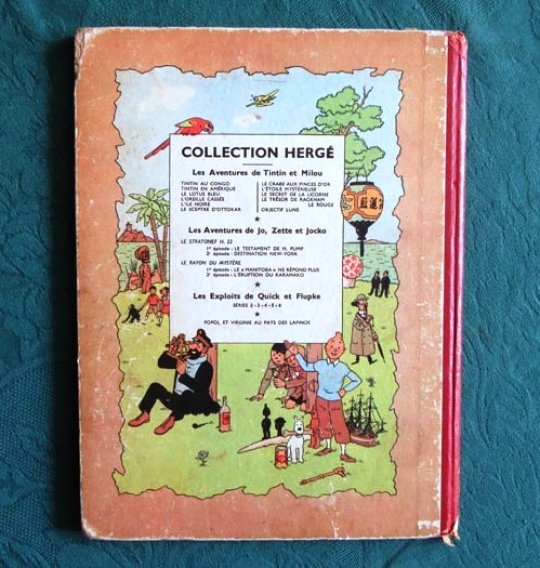 COLLECTION HERGÉ
Les Aventures de Tintin et Milou
TINTIN AU CONGO
TINTIN EN AMÉRIQUE
LE LOTUS BLEU
L'OREILLE CASSÉE
L'ILE NOIRE
LE SCEPTRE D'OTTOKAR
LE CRABE AUX PINCES D'OR
L'ÉTOILE MYSTÉRIEUSE
LE SECRET DE LA LICORNE
LE TRÉSOR DE RACKHAM
LE ROUGE
OBJECTIF LUNE
Les Aventures de Jo, Zette et Jocko
LE STRATONEF H. 22
1er épisode : LE TESTAMENT DE M. PUMP
2e épisode : DESTINATION NEW-YORK
LE RAYON DU MYSTÈRE
1er épisode : LE « MANITOBA » NE RÉPOND PLUS
2e épisode : L'ÉRUPTION DU KARAMAKO
Les Exploits de Quick et Flupke
SÉRIES 2 - 3 - 4 - 5 - 6
POPOL ET VIRGINIE AU PAYS DES LAPINOS